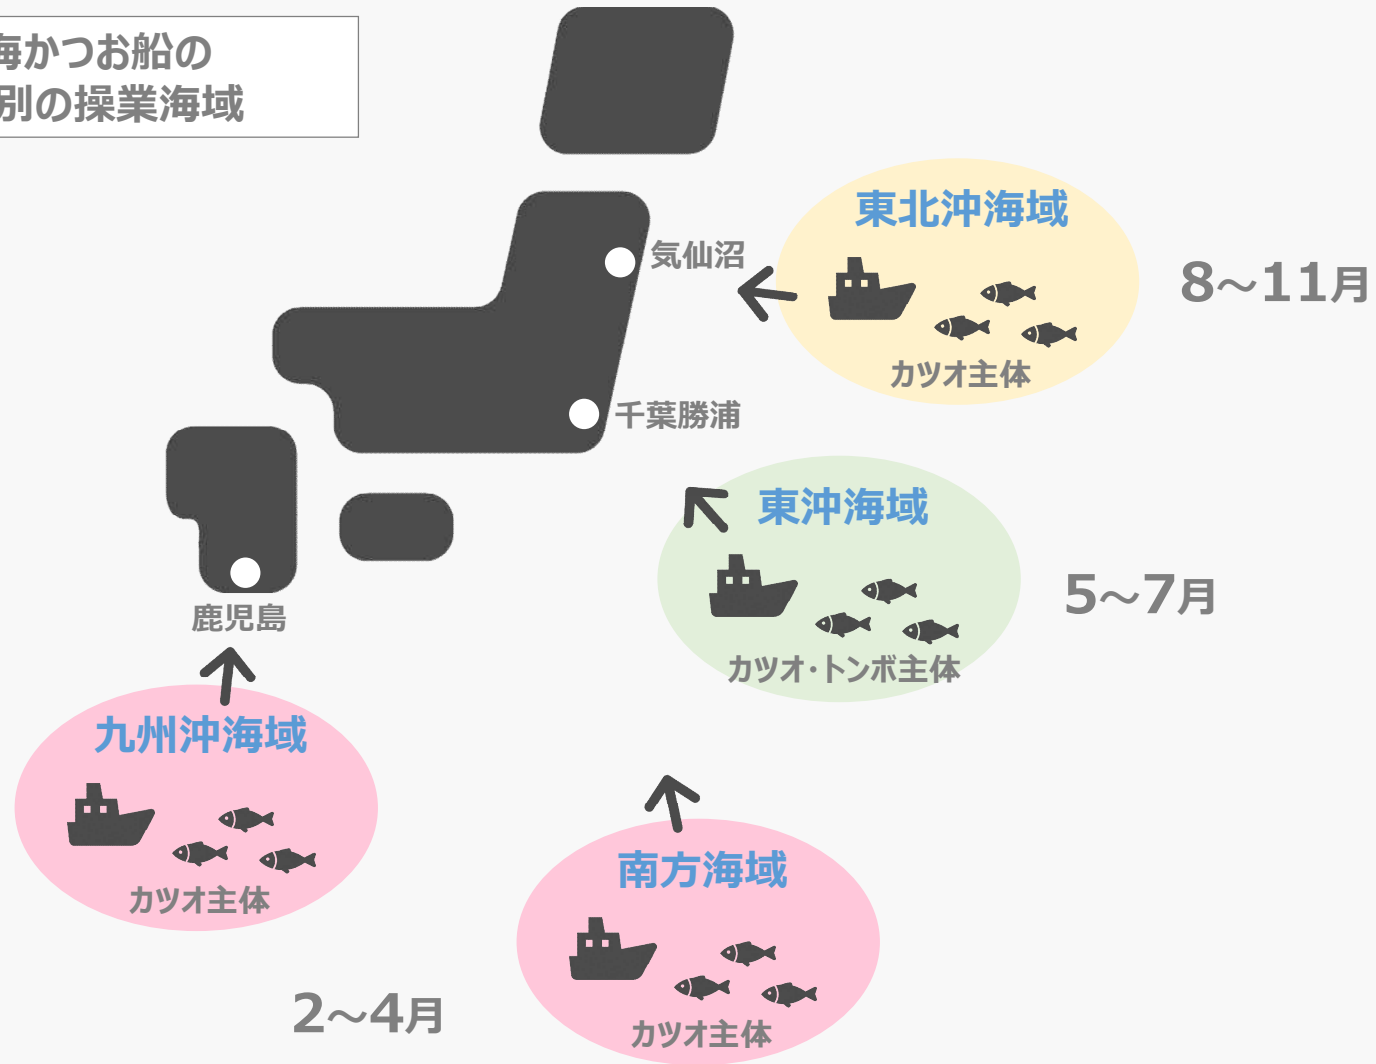 海かつお船の
別の操業海域
東北沖海域
気仙沼
8～11月
カツオ主体
千葉勝浦
東沖海域
5～7月
鹿児島
カツオ・トンボ主体
九州沖海域
南方海域
カツオ主体
2～4月
カツオ主体